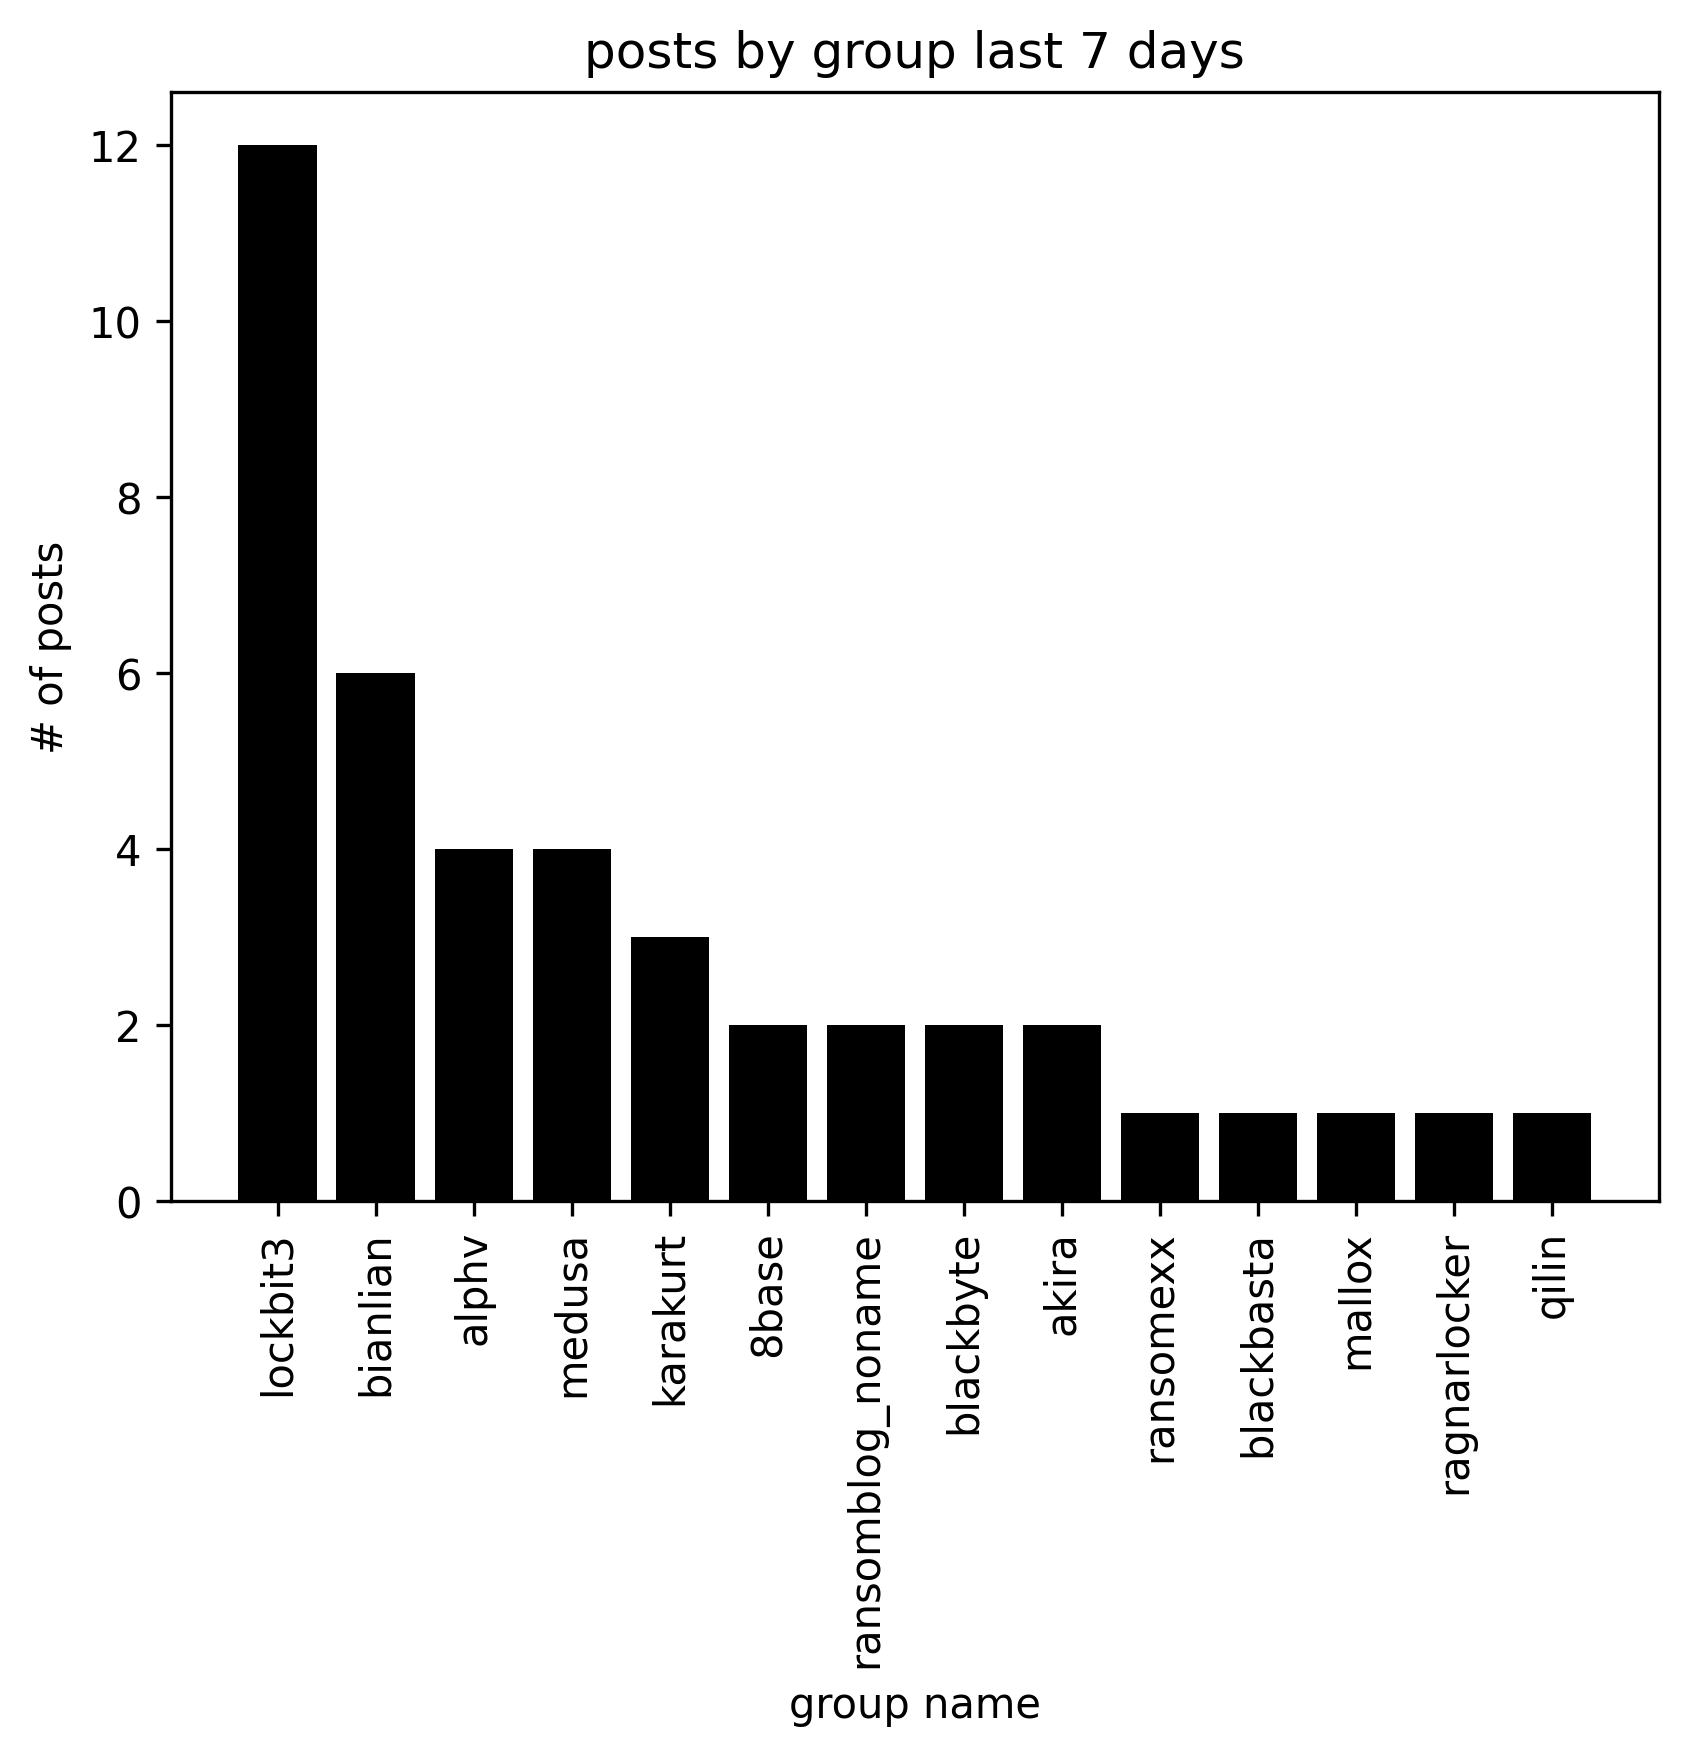 posts by group last 7 days
12
10
8
6
4
2
0
# of posts
lockbit3
bianlian
alphv
medusa
karakurt
8base
ransomblog_noname
blackbyte
akira
ransomexx
blackbasta
mallox
ragnarlocker
qilin
group name